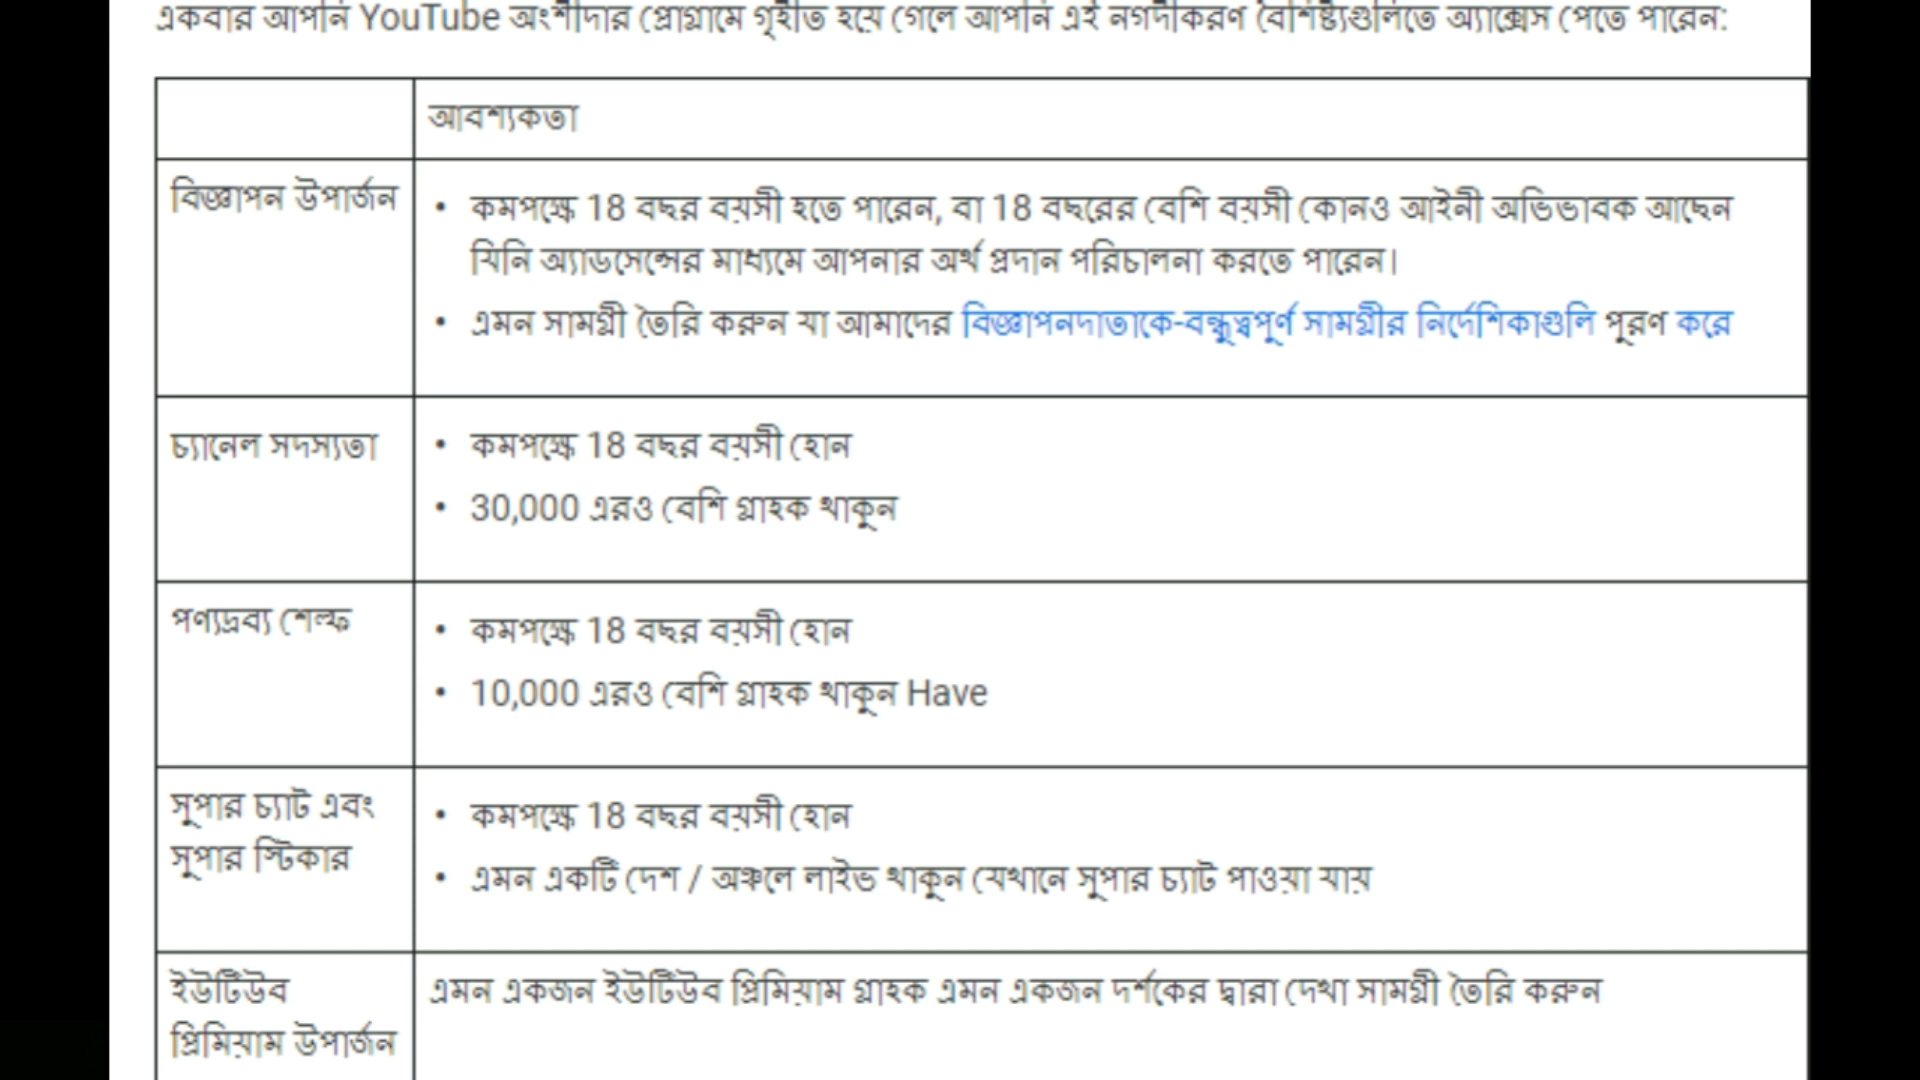 একবার আপনি YouTube অংশীদার প্রোগ্রামে গৃহীত হয়ে গেলে আপনি এই নগদীকরণ বৈশিষ্ট্যগুলিতে অ্যাক্সেস পেতে পারেন:
আবশ্যকতা
বিজ্ঞাপন উপার্জন
• কমপক্ষে 18 বছর বয়সী হতে পারেন, বা 18 বছরের বেশি বয়সী কোনও আইনী অভিভাবক আছেন
যিনি অ্যাডসেন্সের মাধ্যমে আপনার অর্থ প্রদান পরিচালনা করতে পারেন।
• এমন সামগ্রী তৈরি করুন যা আমাদের বিজ্ঞাপনদাতাকে-বন্ধুত্বপূর্ণ সামগ্রীর নির্দেশিকাগুলি পূরণ করে
চ্যানেল সদস্যতা
• কমপক্ষে 18 বছর বয়সী হোন
• 30,000 এরও বেশি গ্রাহক থাকুন
পণ্যদ্রব্য শেল্ফ
• কমপক্ষে 18 বছর বয়সী হোন
• 10,000 এরও বেশি গ্রাহক থাকুন Have
সুপার চ্যাট এবং
সুপার স্টিকার
• কমপক্ষে 18 বছর বয়সী হোন
• এমন একটি দেশ / অঞ্চলে লাইভ থাকুন যেখানে সুপার চ্যাট পাওয়া যায়
ইউটিউব
প্রিমিয়াম উপার্জন
এমন একজন ইউটিউব প্রিমিয়াম গ্রাহক এমন একজন দর্শকের দ্বারা দেখা সামগ্রী তৈরি করুন